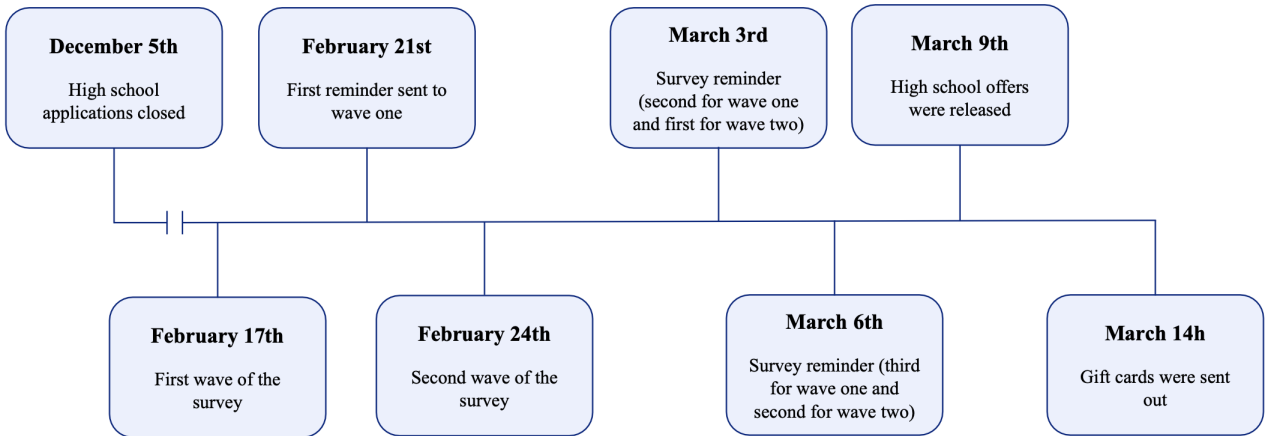 December 5th
High school
applications closed
February 21st
First reminder sent to
wave one
March 3rd
Survey reminder
(second for wave one
and first for wave two)
March 9th
High school offers
were released
February 17th
First wave of the
survey
February 24th
Second wave of the
survey
March 6th
Survey reminder (third
for wave one and
second for wave two)
March 14h
Gift cards were sent
out